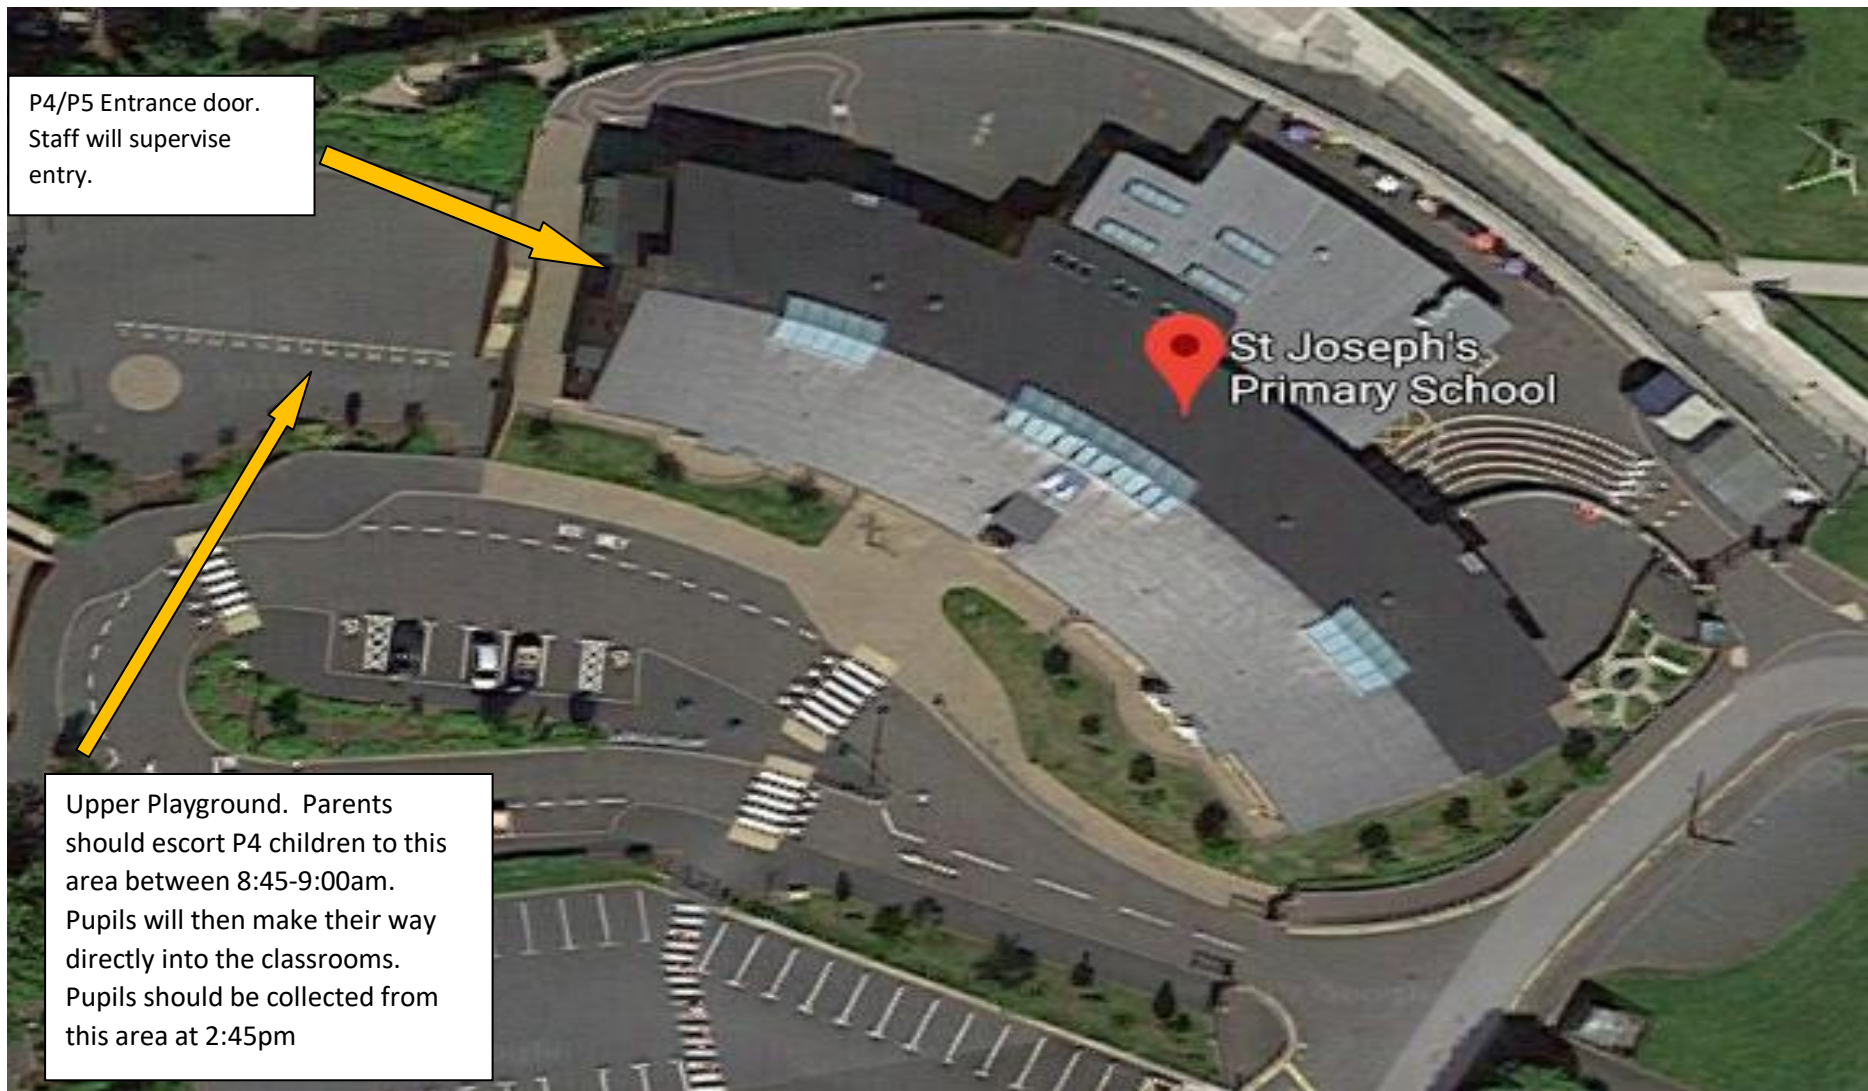 P4/P5 Entrance door.
Staff will supervise
entry.
St Joseph's
Primary School
Upper Playground.  Parents
should escort P4 children to this
area between 8:45-9:00am.
Pupils will then make their way
directly into the classrooms.
Pupils should be collected from
this area at 2:45pm